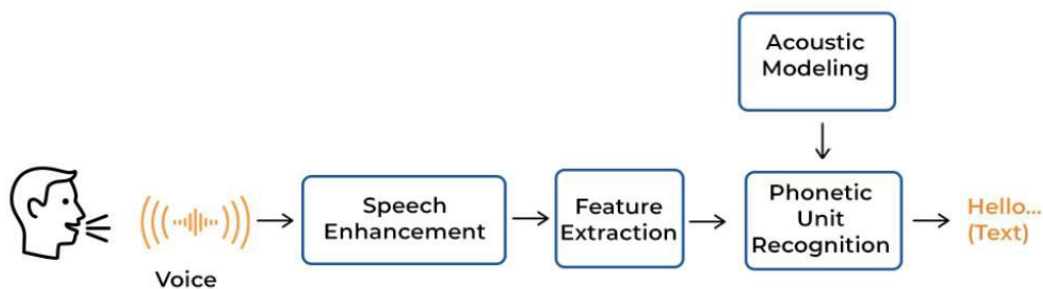 Acoustic
Modeling
Speech
Enhancement
Feature
Extraction
Phonetic
Unit
Recognition
Hello...
(Text)
Voice